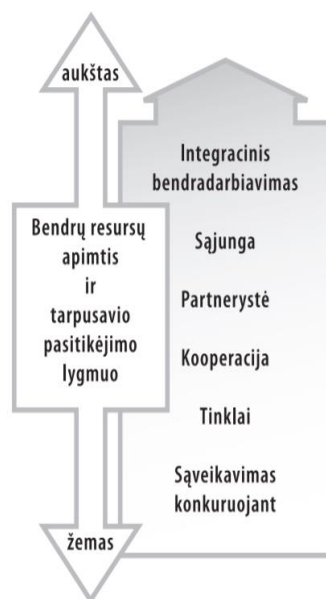 aukštas
Bendrų resursų
apimtis
ir
tarpusavio
pasitikėjimo
lygmuo
žemas
Integracinis
bendradarbiavimas
Sąjunga
Partnerystė
Kooperacija
Tinklai
Sąveikavimas
konkuruojant